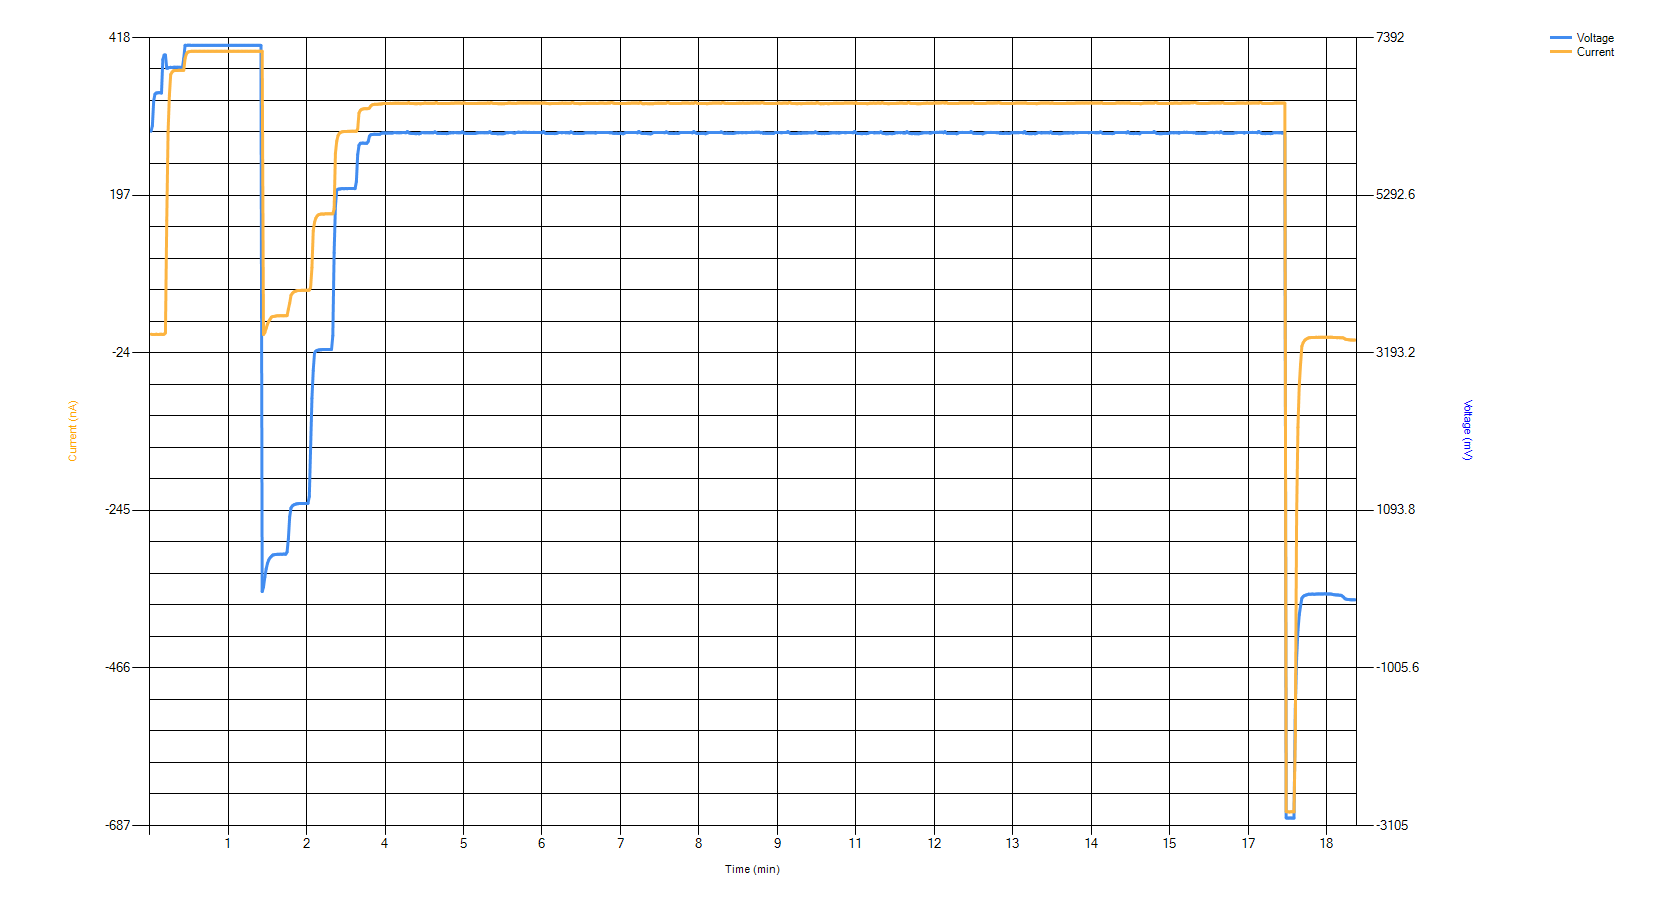 Voltage
Current
418
197
-24
-245
-466
-687
Current (nA)
7392
5292.6
3193.2
1093.8
-1005.6
-3105
Voltage (mV)
1 2 4 5 6 7 8 9 11 12 13 14 15 17 18
Time (min)